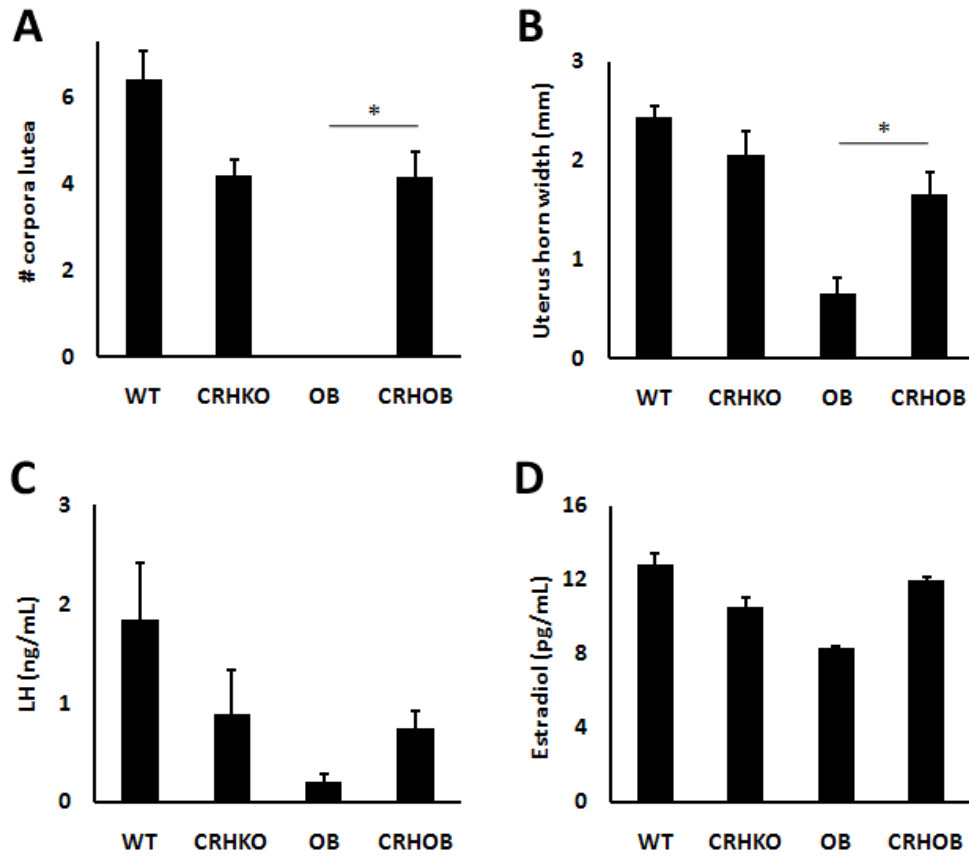 A
# corpora lutea
6
4
2
0
*
WT CRHKO OB CRHOB
B
Uterus horn width (mm)
3
2
1
0
*
WT CRHKO OB CRHOB
C
LH (ng/mL)
3
2
1
0
WT CRHKO OB CRHOB
D
Estradiol (pg/mL)
16
12
8
4
0
WT CRHKO OB CRHOB